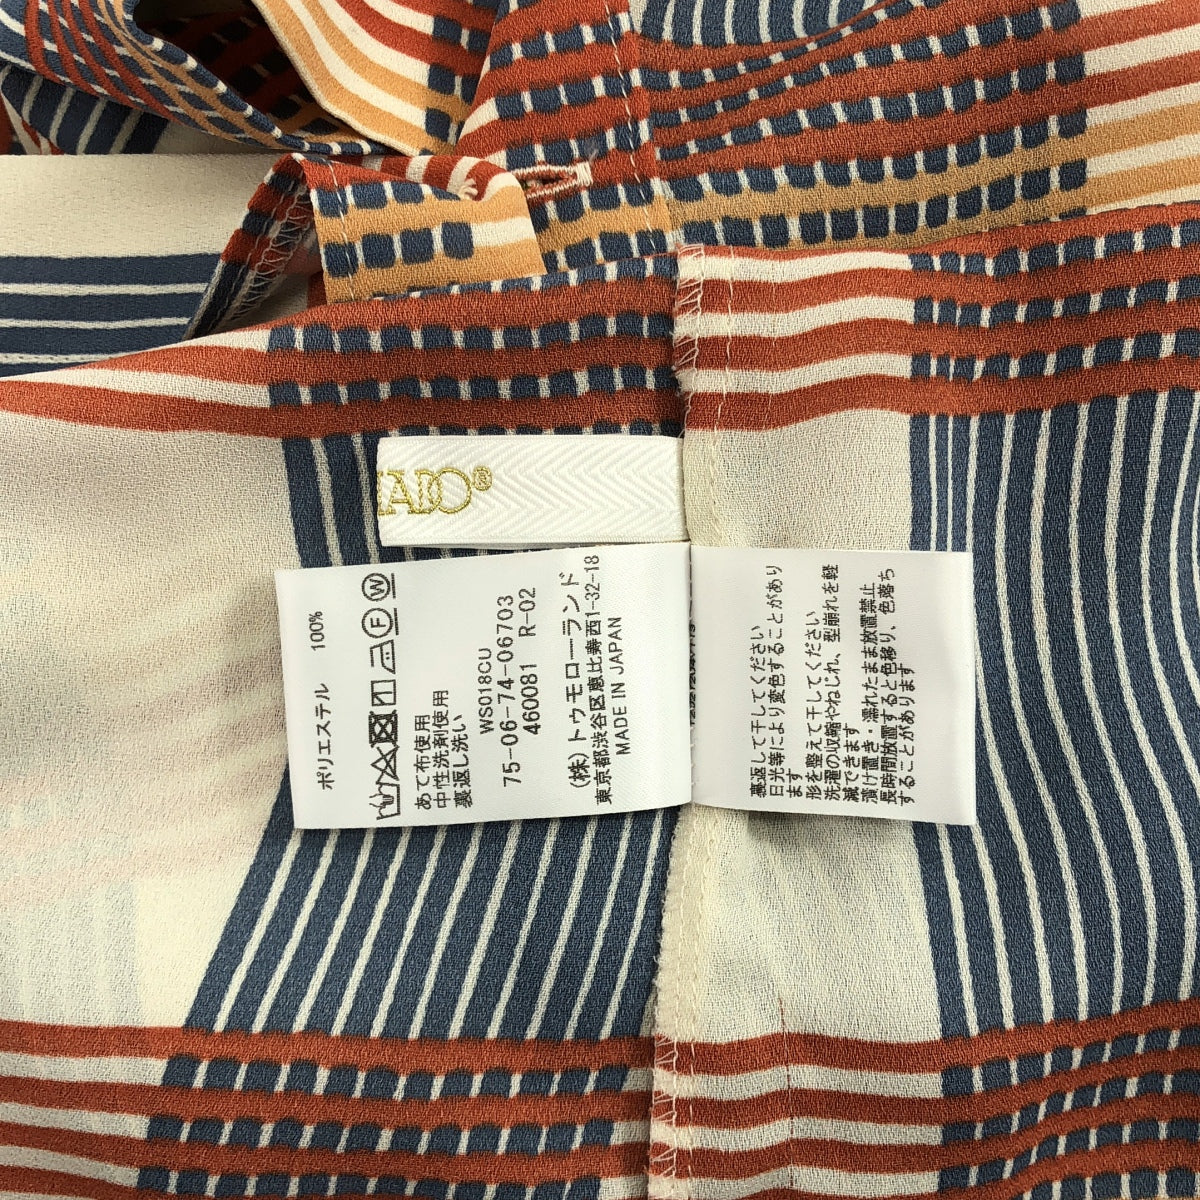 ADO®
ポリエステル 100%
あて布使用
中性洗剤使用
裏返し洗い
WS018CU
75-06-74-06703
460081 R-02
(株)トゥモローランド
東京都渋谷区恵比寿西1-32-18
MADE IN JAPAN
裏返して干してください
日光等により変色することがあり
ます
形を整えて干してください
洗濯の収縮やねじれ、型崩れを軽
減できます
漬け置き・濡れたまま放置禁止
長時間放置すると色移り、色落ち
することがあります